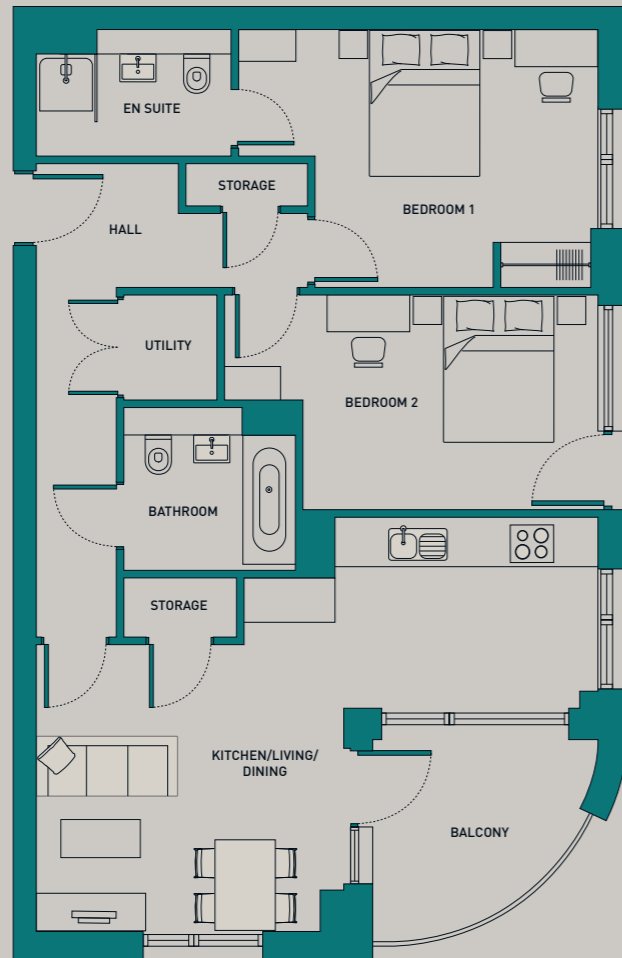 EN SUITE
STORAGE
BEDROOM 1
HALL
UTILITY
BEDROOM 2
BATHROOM
STORAGE
KITCHEN/LIVING/
DINING
BALCONY